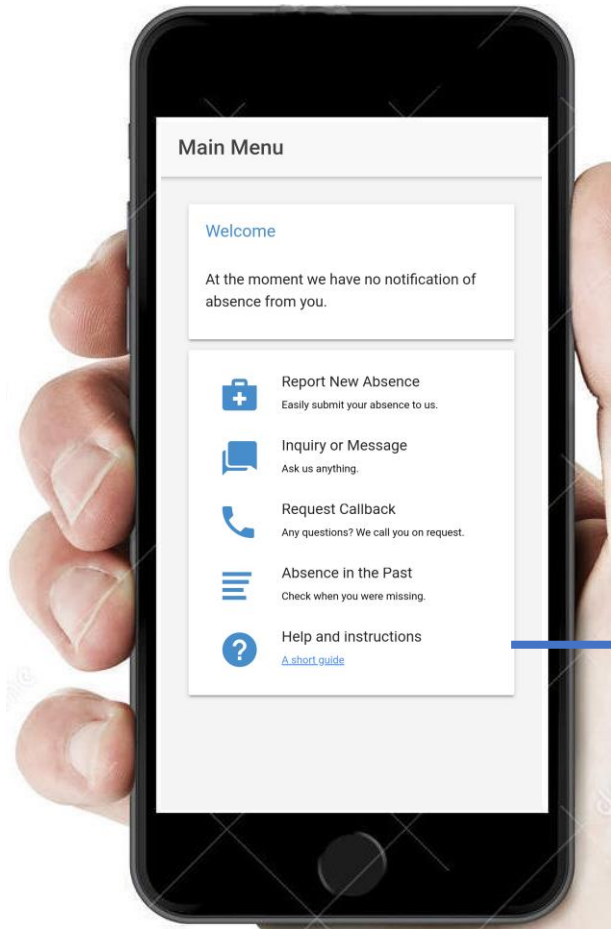 Main Menu
Welcome
At the moment we have no notification of
absence from you.
Report New Absence
Easily submit your absence to us.
Inquiry or Message
Ask us anything.
Request Callback
Any questions? We call you on request.
Absence in the Past
Check when you were missing.
Help and instructions
A short guide